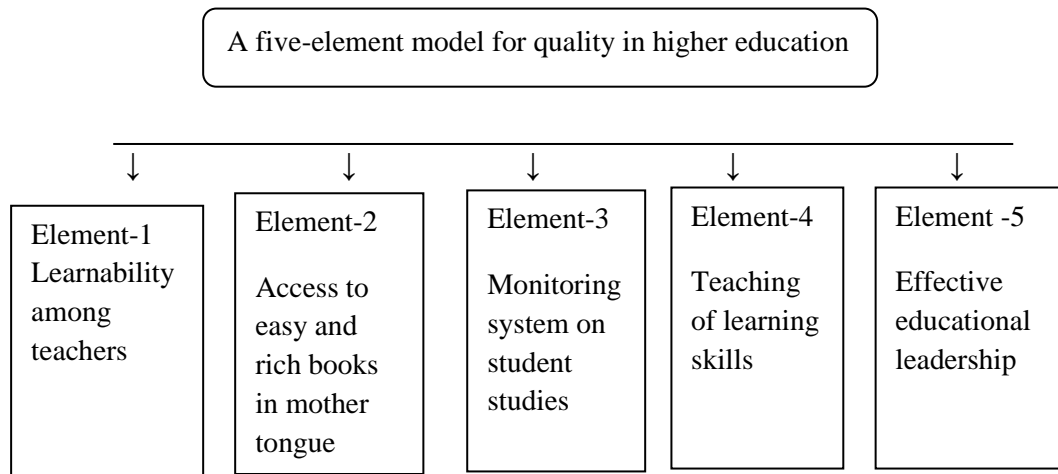 A five-element model for quality in higher education
Element-1
Learnability
among
teachers
Element-2
Access to
easy and
rich books
in mother
tongue
Element-3
Monitoring
system on
student
studies
Element-4
Teaching
of learning
skills
Element -5
Effective
educational
leadership